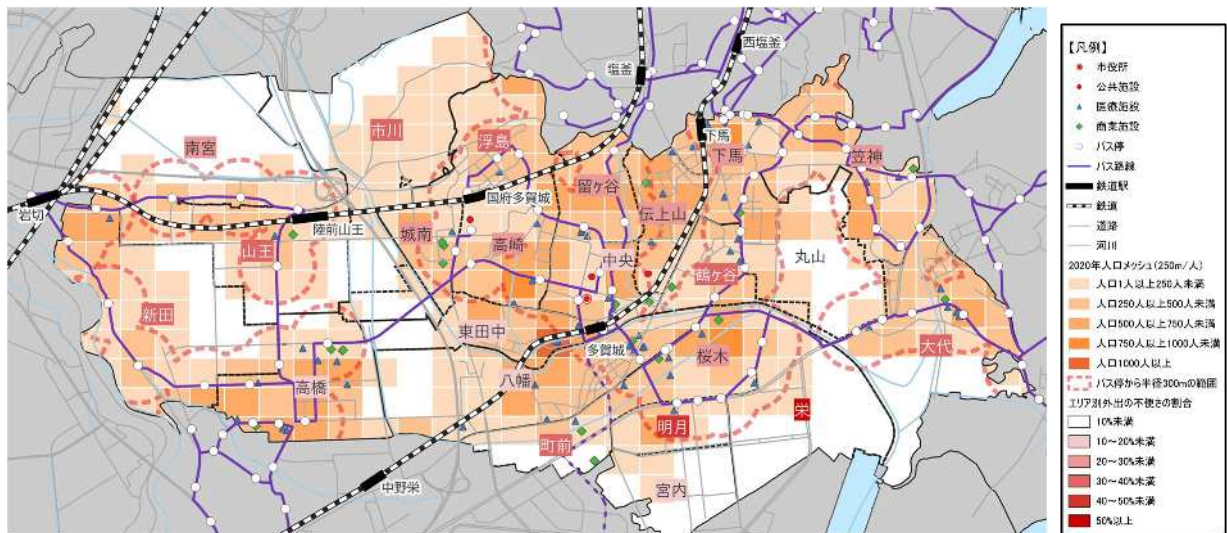 西塩釜
塩釜
下馬
市川
浮島
下馬
笠神
南宮
留ケ谷
国府多賀城
伝上山
岩切
陸前山王
城南
高崎
山王
中央
鶴ケ谷
丸山
新田
東田中
多賀城
桜木
大代
高橋
八幡
明月
栄
町前
中野栄
宮内
【凡例】
市役所
公共施設
医療施設
商業施設
バス停
バス路線
鉄道駅
鉄道
道路
河川
2020年人口メッシュ(250m/人)
人口1人以上250人未満
人口250人以上500人未満
人口500人以上750人未満
人口750人以上1000人未満
人口1000人以上
バス停から半径300mの範囲
エリア別外出の不便さの割合
10%未満
10～20%未満
20～30%未満
30～40%未満
40～50%未満
50%以上